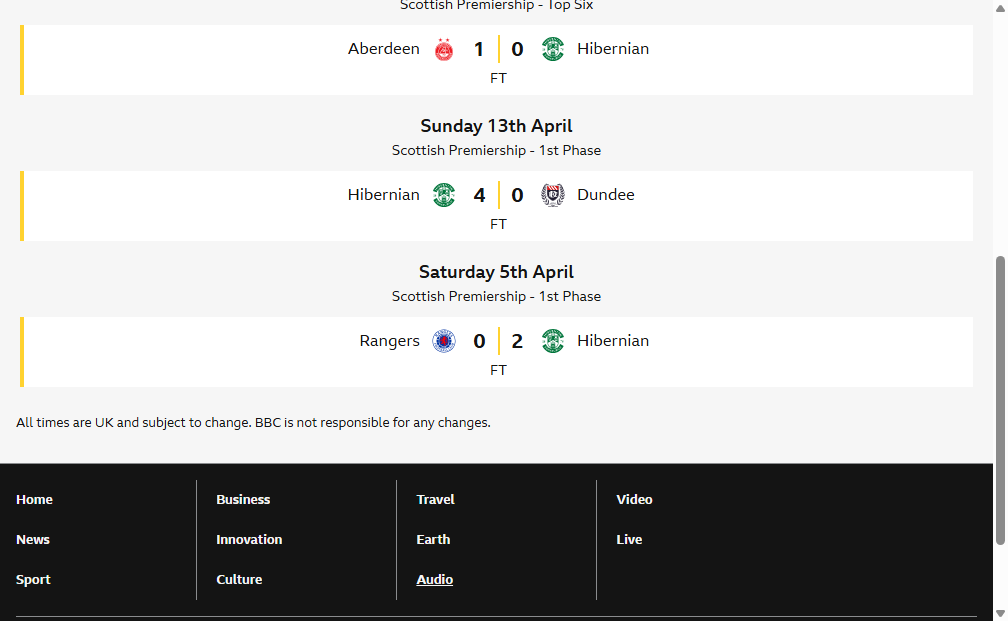 Scottish Premiership - Top Six
Aberdeen 1 0 Hibernian
FT
Sunday 13th April
Scottish Premiership - 1st Phase
Hibernian 4 0 Dundee
FT
Saturday 5th April
Scottish Premiership - 1st Phase
Rangers 0 2 Hibernian
FT
All times are UK and subject to change. BBC is not responsible for any changes.
Home
News
Sport
Business
Innovation
Culture
Travel
Earth
Audio
Video
Live